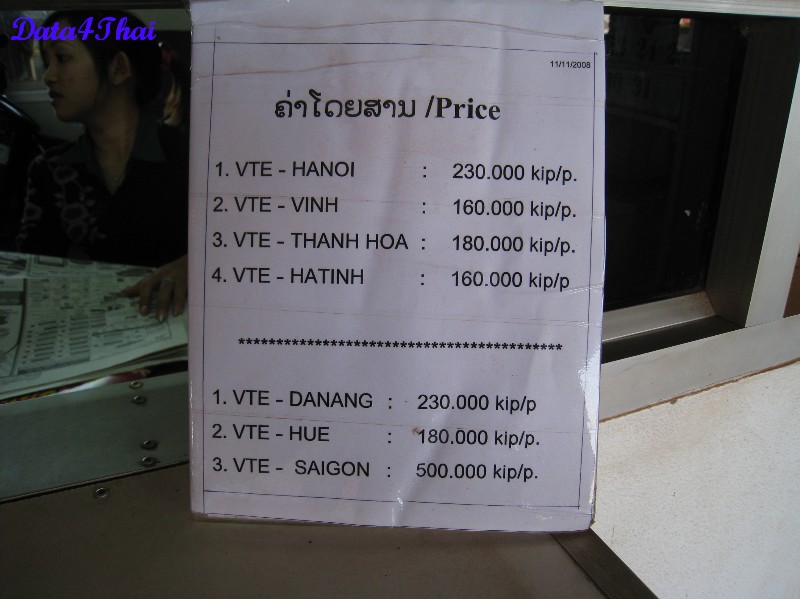 Data4Thai
11/11/2008
ຄ່າໂດຍສານ /Price
1. VTE - HANOI : 230.000 kip/p.
2. VTE - VINH : 160.000 kip/p.
3. VTE - THANH HOA : 180.000 kip/p.
4. VTE - HATINH : 160.000 kip/p
******************************************
1. VTE - DANANG : 230.000 kip/p
2. VTE - HUE : 180.000 kip/p.
3. VTE - SAIGON : 500.000 kip/p.